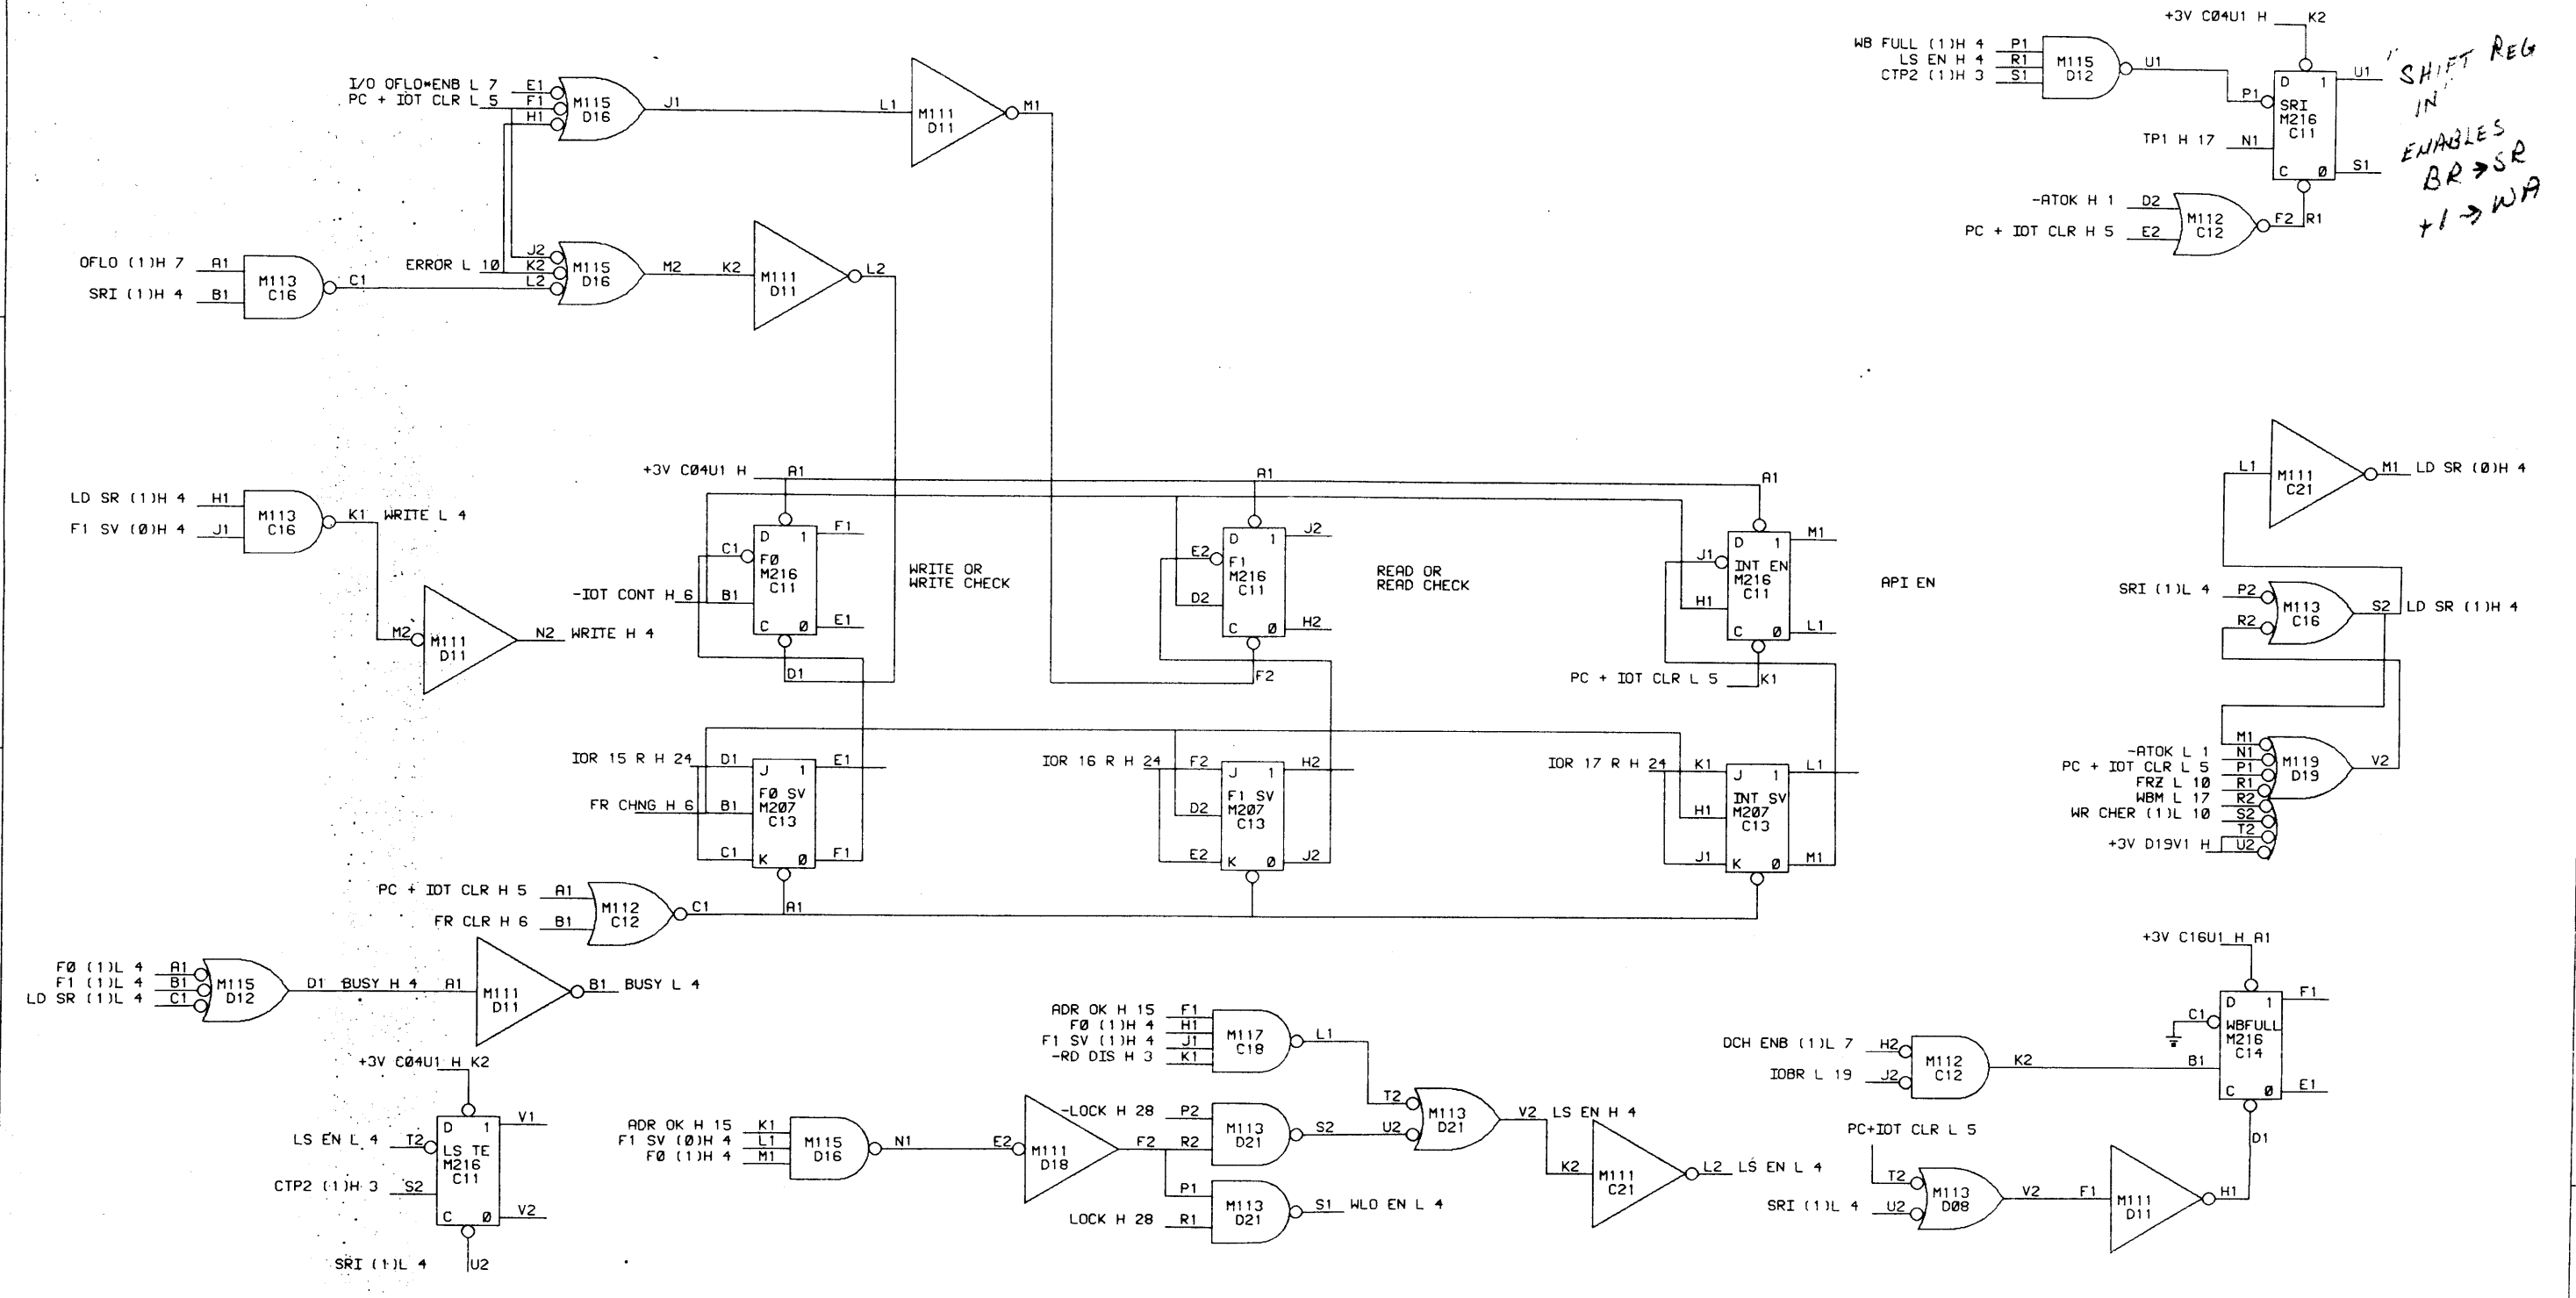 +3V C04U1 H K2
WB FULL (1)H 4 P1
LS EN H 4 R1
CTP2 (1)H 3 S1
M115
D12
U1
P1
D 1
SRI
M216
C11
C Ø
U1
S1
TP1 H 17 N1
-ATOK H 1 D2
PC + IOT CLR H 5 E2
M112
C12
F2 R1
"SHIFT REG
IN"
ENABLES
BR → SR
+1 → WA
I/O OFLO*ENB L 7 E1
PC + IOT CLR L 5 F1
H1
M115
D16
J1
L1
M111
D11
M1
OFLO (1)H 7 A1
SRI (1)H 4 B1
M113
C16
C1
ERROR L 10
J2
K2
L2
M115
D16
M2
K2
M111
D11
L2
LD SR (1)H 4 H1
F1 SV (Ø)H 4 J1
M113
C16
K1 WRITE L 4
M2
M111
D11
N2 WRITE H 4
+3V C04U1 H A1
A1
A1
-IOT CONT H 6 B1
C1
D 1
FØ
M216
C11
C Ø
F1
E1
D1
WRITE OR
WRITE CHECK
E2
D2
D 1
F1
M216
C11
C Ø
J2
H2
F2
READ OR
READ CHECK
J1
H1
D 1
INT EN
M216
C11
C Ø
M1
L1
PC + IOT CLR L 5 K1
API EN
IOR 15 R H 24 D1
FR CHNG H 6 B1
C1
J 1
FØ SV
M207
C13
K Ø
E1
F1
A1
IOR 16 R H 24 F2
D2
E2
J 1
F1 SV
M207
C13
K Ø
H2
J2
IOR 17 R H 24 K1
H1
J1
J 1
INT SV
M207
C13
K Ø
L1
M1
PC + IOT CLR H 5 A1
FR CLR H 6 B1
M112
C12
C1
L1
M111
C21
M1 LD SR (Ø)H 4
SRI (1)L 4 P2
R2
M113
C16
S2 LD SR (1)H 4
M1
-ATOK L 1 N1
PC + IOT CLR L 5 P1
FRZ L 10 R1
WBM L 17 R2
WR CHER (1)L 10 S2
T2
+3V D19V1 H U2
M119
D19
V2
FØ (1)L 4 A1
F1 (1)L 4 B1
LD SR (1)L 4 C1
M115
D12
D1 BUSY H 4 A1
M111
D11
B1 BUSY L 4
+3V C04U1 H K2
LS EN L 4 T2
CTP2 (1)H 3 S2
D 1
LS TE
M216
C11
C Ø
V1
V2
SRI (1)L 4 U2
ADR OK H 15 K1
F1 SV (Ø)H 4 L1
FØ (1)H 4 M1
M115
D16
N1
E2
M111
D18
F2
ADR OK H 15 F1
FØ (1)H 4 H1
F1 SV (1)H 4 J1
-RD DIS H 3 K1
M117
C18
L1
-LOCK H 28 P2
R2
M113
D21
S2
P1
LOCK H 28 R1
M113
D21
S1 WLO EN L 4
T2
U2
M113
D21
V2 LS EN H 4
K2
M111
C21
L2 LS EN L 4
+3V C16U1 H A1
DCH ENB (1)L 7 H2
IOBR L 19 J2
M112
C12
K2
B1
C1
D 1
WBFULL
M216
C14
C Ø
F1
E1
D1
PC+IOT CLR L 5
T2
SRI (1)L 4 U2
M113
D08
V2
F1
M111
D11
H1